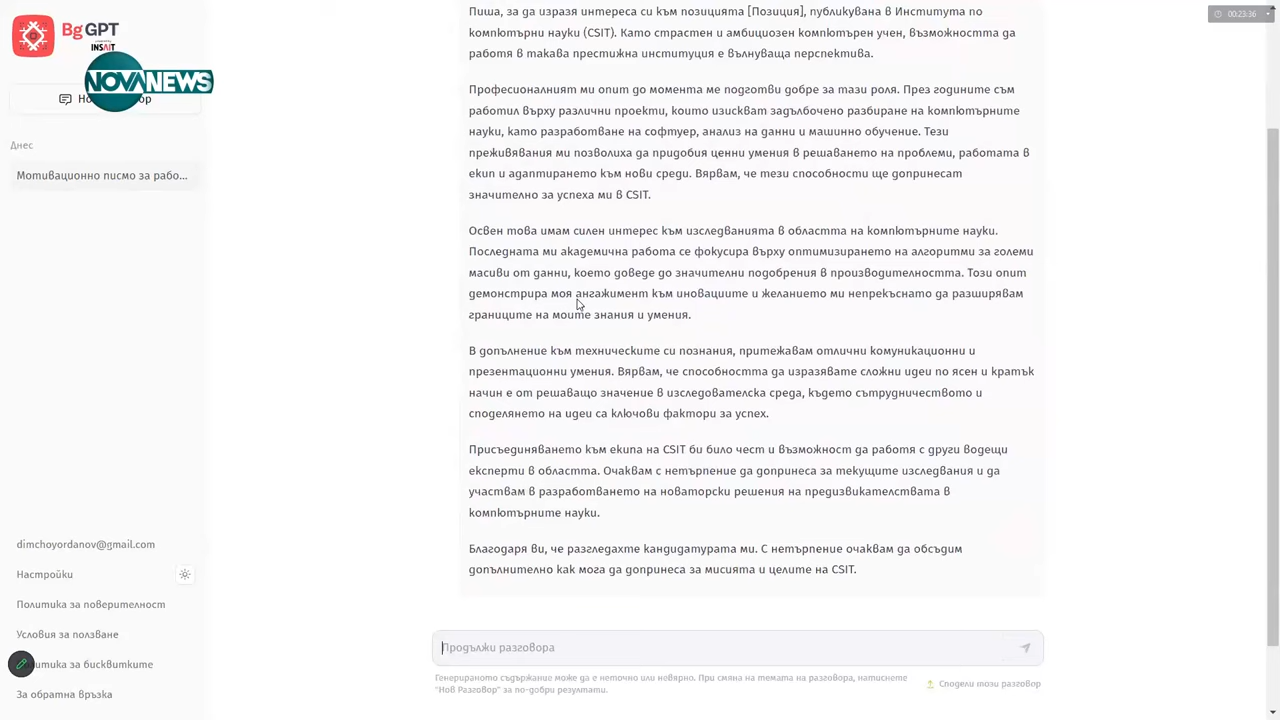 BgGPT
INSAIT
NOVANEWS
Днес
Мотивационно писмо за рабо...
dimchoyordanov@gmail.com
Настройки
Политика за поверителност
Условия за ползване
литика за бисквитките
За обратна връзка
00:23:36
Пиша, за да изразя интереса си към позицията [Позиция], публикувана в Института по
компютърни науки (CSIT). Като страстен и амбициозен компютърен учен, възможността да
работя в такава престижна институция е вълнуваща перспектива.
Професионалният ми опит до момента ме подготви добре за тази роля. През годините съм
работил върху различни проекти, които изискват задълбочено разбиране на компютърните
науки, като разработване на софтуер, анализ на данни и машинно обучение. Тези
преживявания ми позволиха да придобия ценни умения в решаването на проблеми, работата в
екип и адаптирането към нови среди. Вярвам, че тези способности ще допринесат
значително за успеха ми в CSIT.
Освен това имам силен интерес към изследванията в областта на компютърните науки.
Последната ми академична работа се фокусира върху оптимизирането на алгоритми за големи
масиви от данни, което доведе до значителни подобрения в производителността. Този опит
демонстрира моя ангажимент към иновациите и желанието ми непрекъснато да разширявам
границите на моите знания и умения.
В допълнение към техническите си познания, притежавам отлични комуникационни и
презентационни умения. Вярвам, че способността да изразявате сложни идеи по ясен и кратък
начин е от решаващо значение в изследователска среда, където сътрудничеството и
споделянето на идеи са ключови фактори за успех.
Присъединяването към екипа на CSIT би било чест и възможност да работя с други водещи
експерти в областта. Очаквам с нетърпение да допринеса за текущите изследвания и да
участвам в разработването на новаторски решения на предизвикателствата в
компютърните науки.
Благодаря ви, че разгледахте кандидатурата ми. С нетърпение очаквам да обсъдим
допълнително как мога да допринеса за мисията и целите на CSIT.
Продължи разговора
Генерираното съдържание може да е неточно или невярно. При смяна на темата на разговора, натиснете
"Нов Разговор" за по-добри резултати.
Сподели този разговор